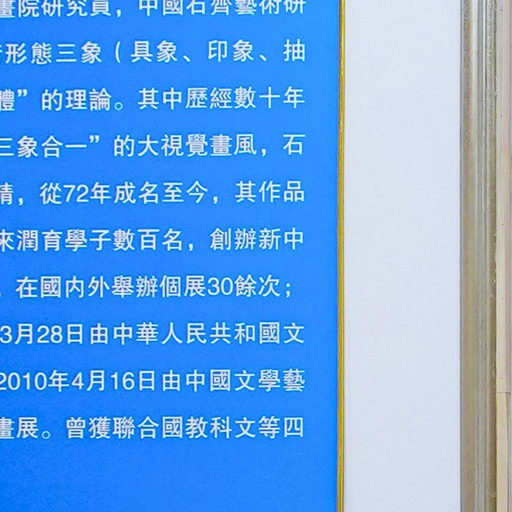 畫院研究員，中國石齊藝術研
形態三象（具象、印象、抽
體”的理論。其中歷經數十年
三象合一”的大視覺畫風，石
精，從72年成名至今，其作品
來潤育學子數百名，創辦新中
在國內外舉辦個展30餘次；
3月28日由中華人民共和國文
2010年4月16日由中國文學藝
畫展。曾獲聯合國教科文等四